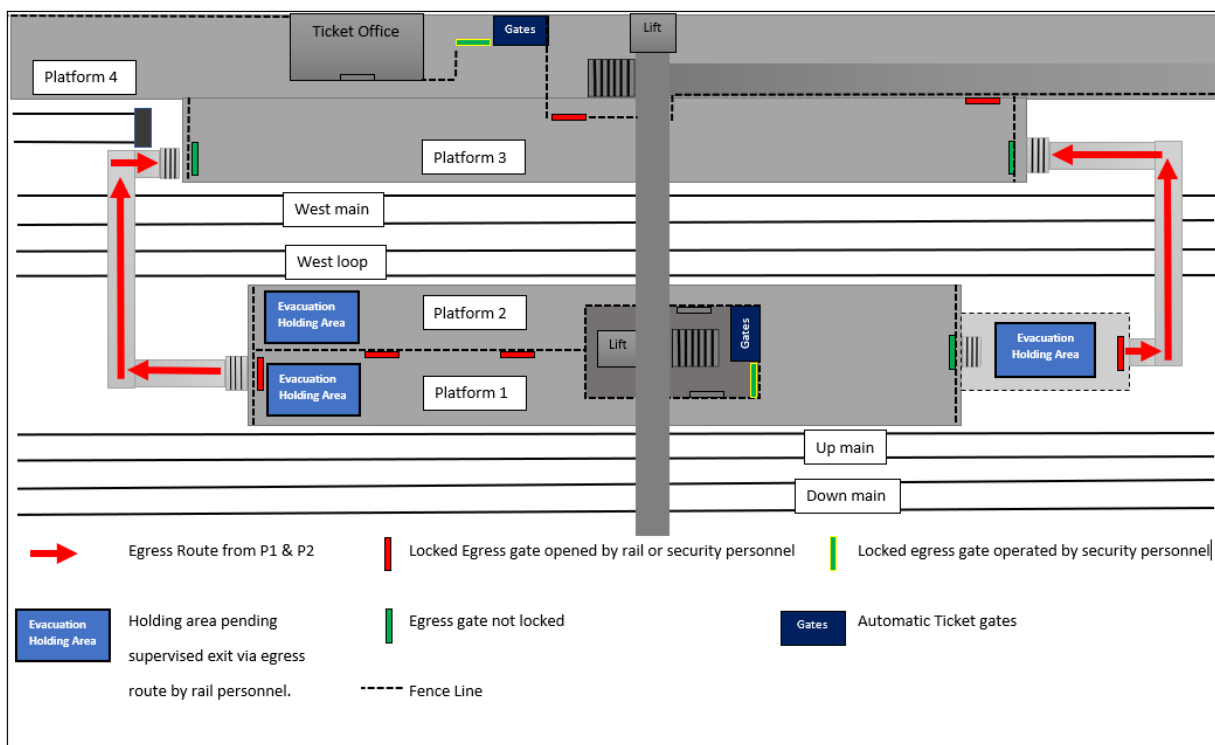 Ticket Office
Gates
Lift
Platform 4
Platform 3
West main
West loop
Evacuation
Holding Area
Platform 2
Gates
Lift
Evacuation
Holding Area
Evacuation
Holding Area
Platform 1
Up main
Down main
Egress Route from P1 & P2
Locked Egress gate opened by rail or security personnel
Locked egress gate operated by security personnel
Evacuation
Holding Area
Holding area pending
supervised exit via egress
route by rail personnel.
Egress gate not locked
Gates
Automatic Ticket gates
Fence Line